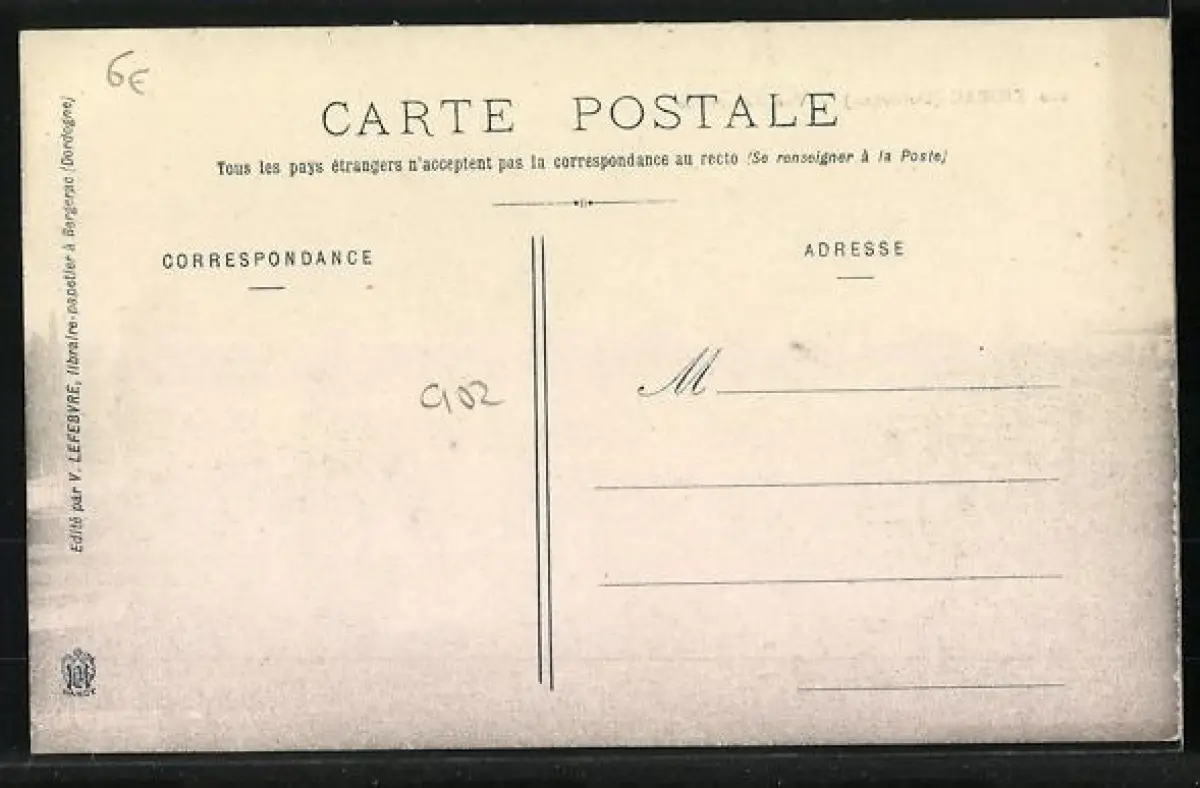 6€
CARTE POSTALE
Tous les pays étrangers n'acceptent pas la correspondance au recto (Se renseigner à la Poste)
CORRESPONDANCE
ADRESSE
902
M
Edité par V. LEFEBVRE, libraire-papetier à Bergerac (Dordogne)